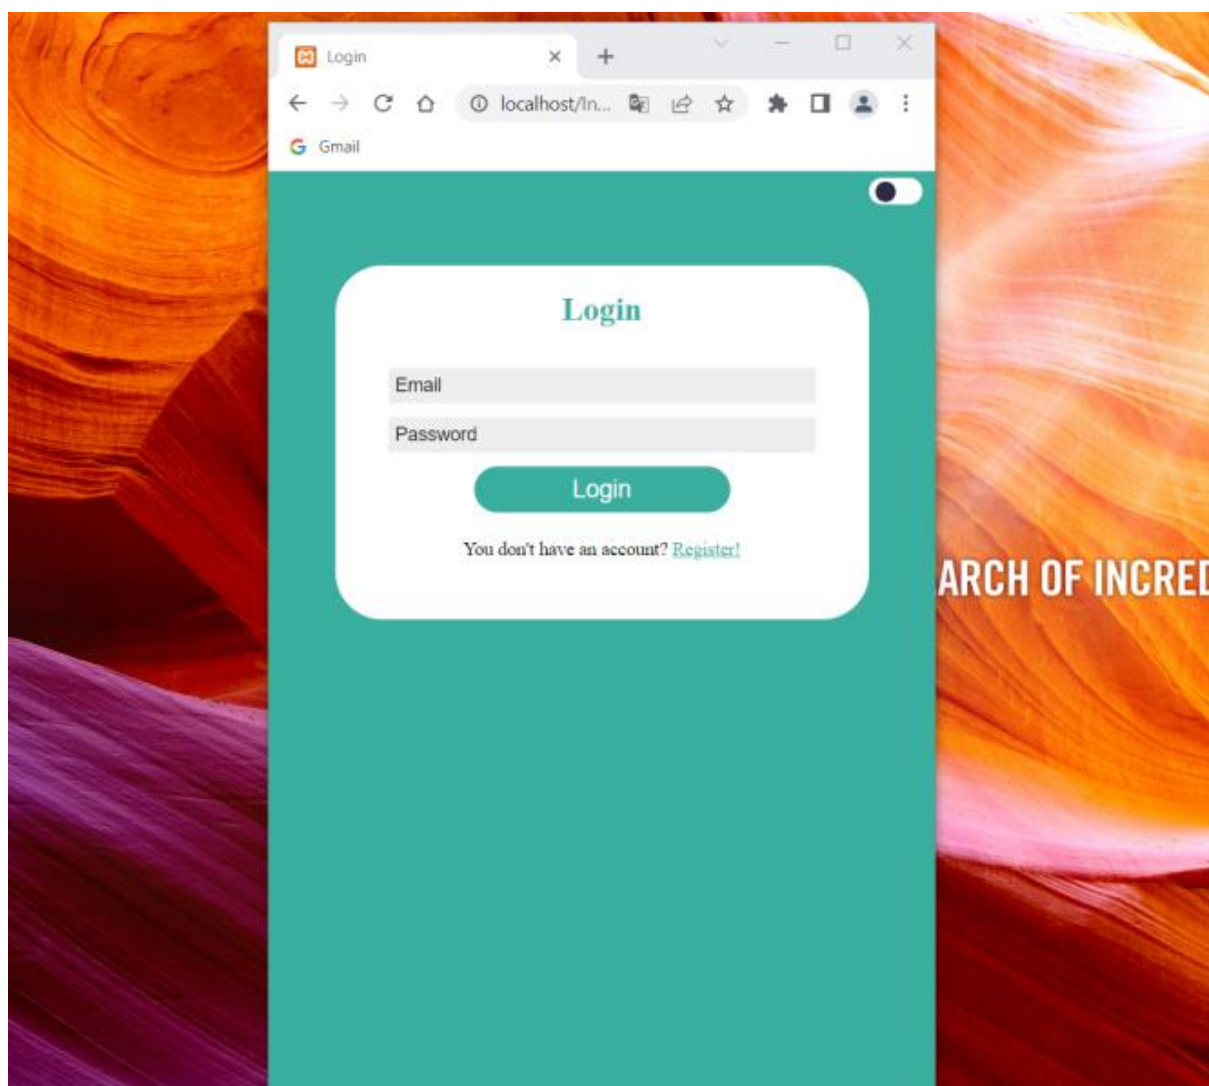 Login
localhost/In...
Gmail
Login
Email
Password
Login
You don't have an account? Register!
ARCH OF INCRED